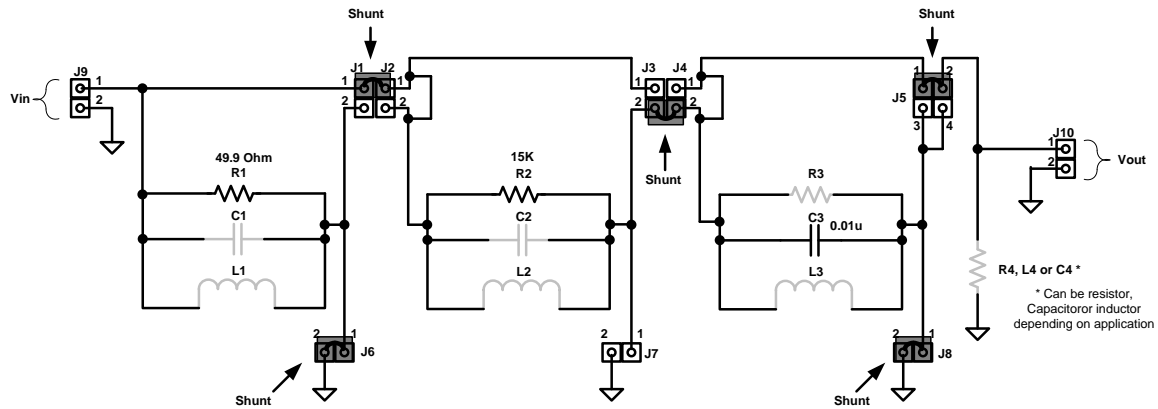 Shunt
Shunt
J9
J1 J2
J3 J4
1
2
Vin
1
2
1
2
1
2
1
2
1 2
J5
3 4
J10
1
2
Vout
Shunt
49.9 Ohm
R1
C1
L1
15K
R2
C2
L2
R3
C3 0.01u
L3
R4, L4 or C4 *
* Can be resistor,
Capacitoror inductor
depending on application
2 1
J6
2 1
J7
2 1
J8
Shunt
Shunt